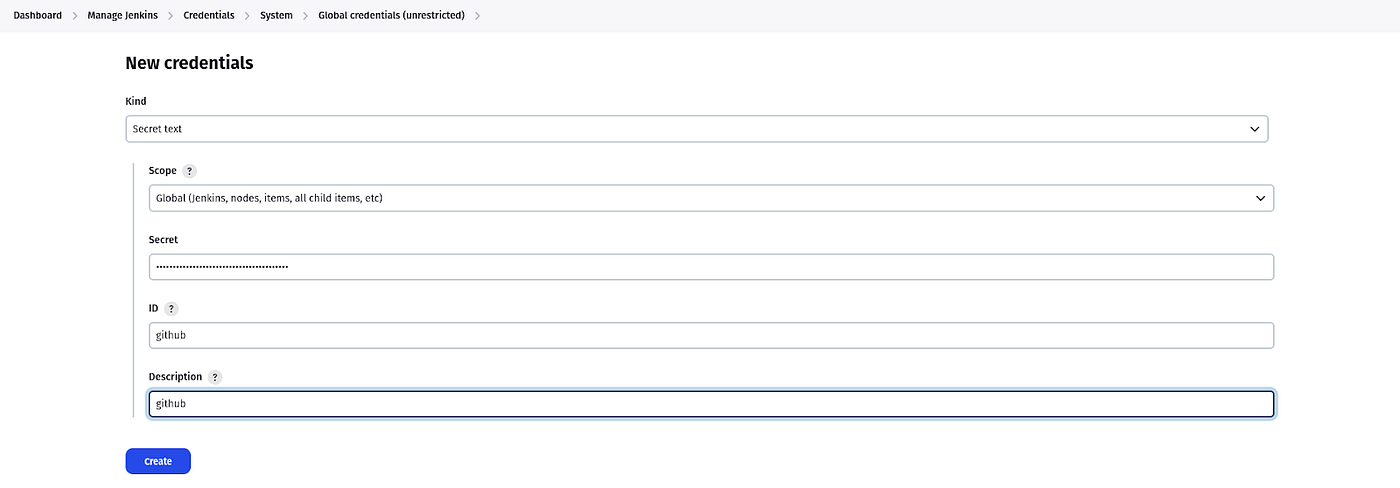 Dashboard > Manage Jenkins > Credentials > System > Global credentials (unrestricted) >
New credentials
Kind
Secret text
Scope ?
Global (Jenkins, nodes, items, all child items, etc)
Secret
••••••••••••••••••••••••••••••••••••••••
ID ?
github
Description ?
github
Create